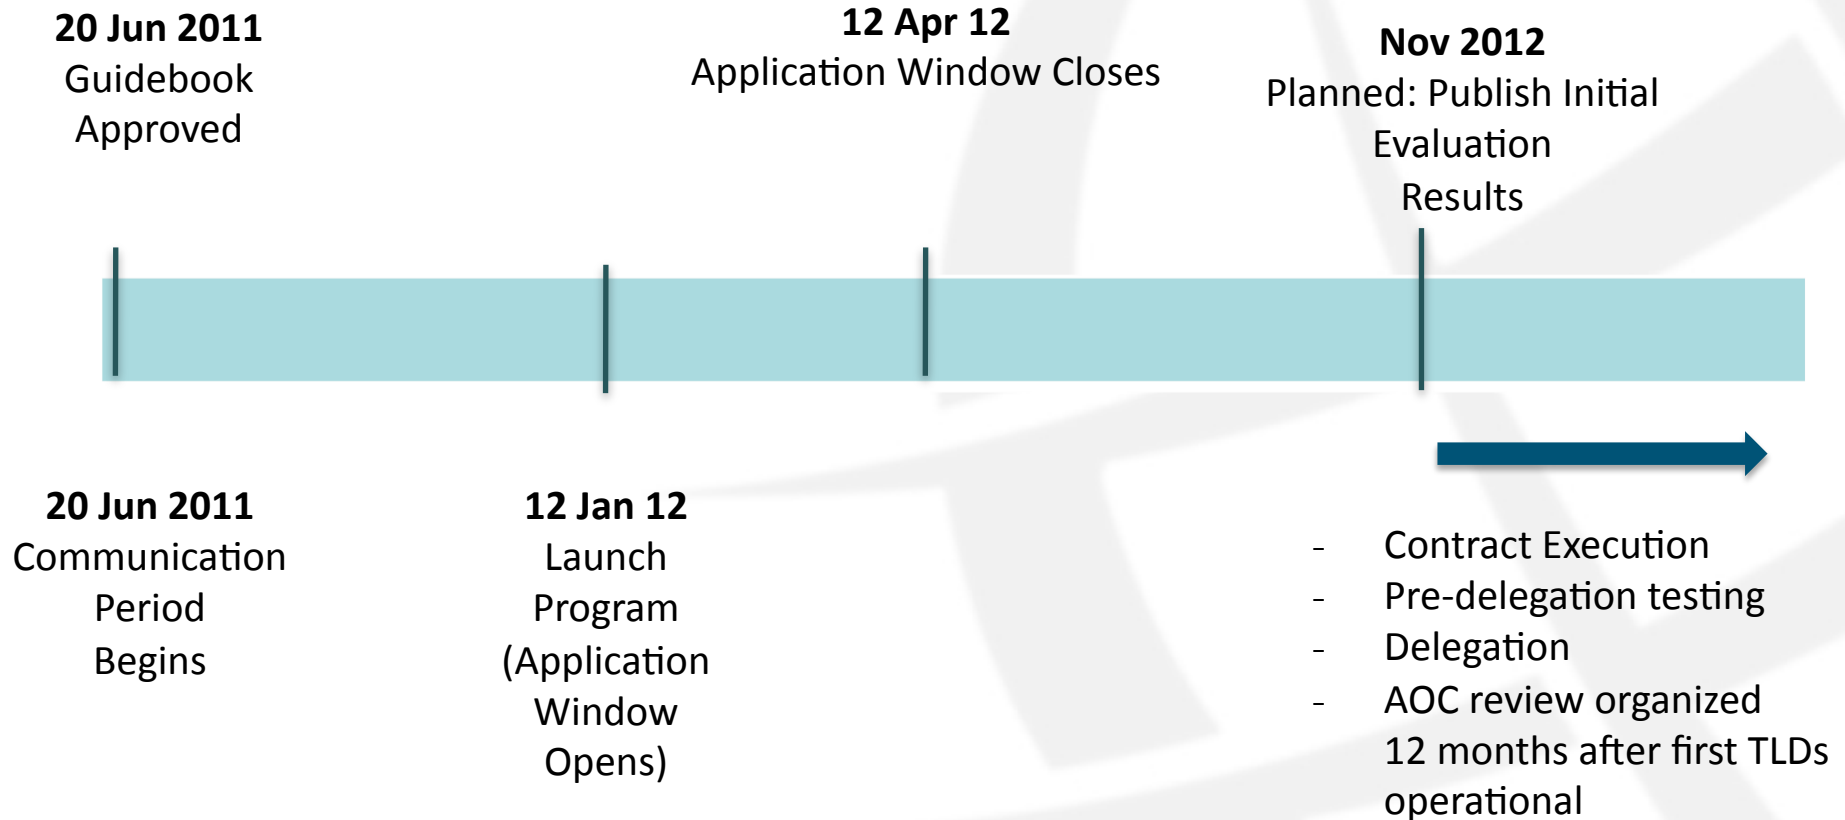 20 Jun 2011
Guidebook
Approved
12 Apr 12
Application Window Closes
Nov 2012
Planned: Publish Initial
Evaluation
Results
20 Jun 2011
Communication
Period
Begins
12 Jan 12
Launch
Program
(Application
Window
Opens)
- Contract Execution
- Pre-delegation testing
- Delegation
- AOC review organized
12 months after first TLDs
operational